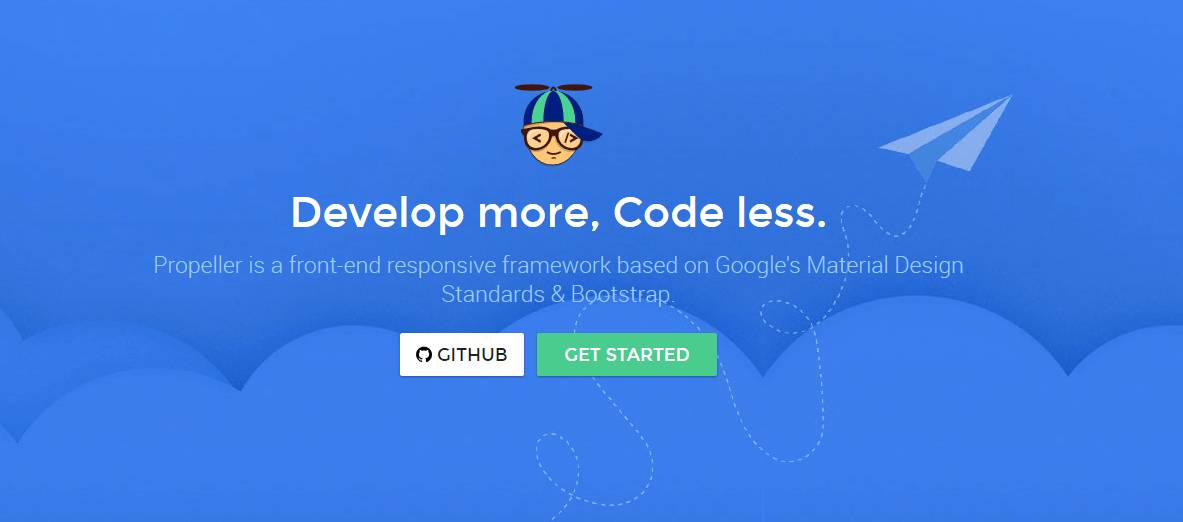 Develop more, Code less.
Propeller is a front-end responsive framework based on Google's Material Design
Standards & Bootstrap.
GITHUB
GET STARTED